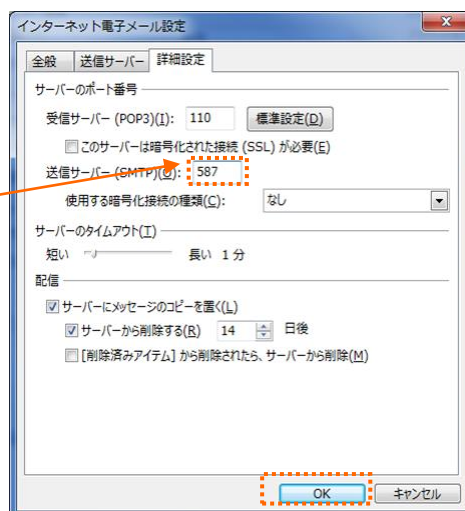 インターネット電子メール設定
全般 送信サーバー 詳細設定
サーバーのポート番号
受信サーバー (POP3)(I): 110 標準設定(D)
このサーバーは暗号化された接続 (SSL) が必要(E)
送信サーバー (SMTP)(O): 587
使用する暗号化接続の種類(C): なし
サーバーのタイムアウト(T)
短い 長い 1 分
配信
サーバーにメッセージのコピーを置く(L)
サーバーから削除する(R) 14 日後
[削除済みアイテム] から削除されたら、サーバーから削除(M)
OK キャンセル